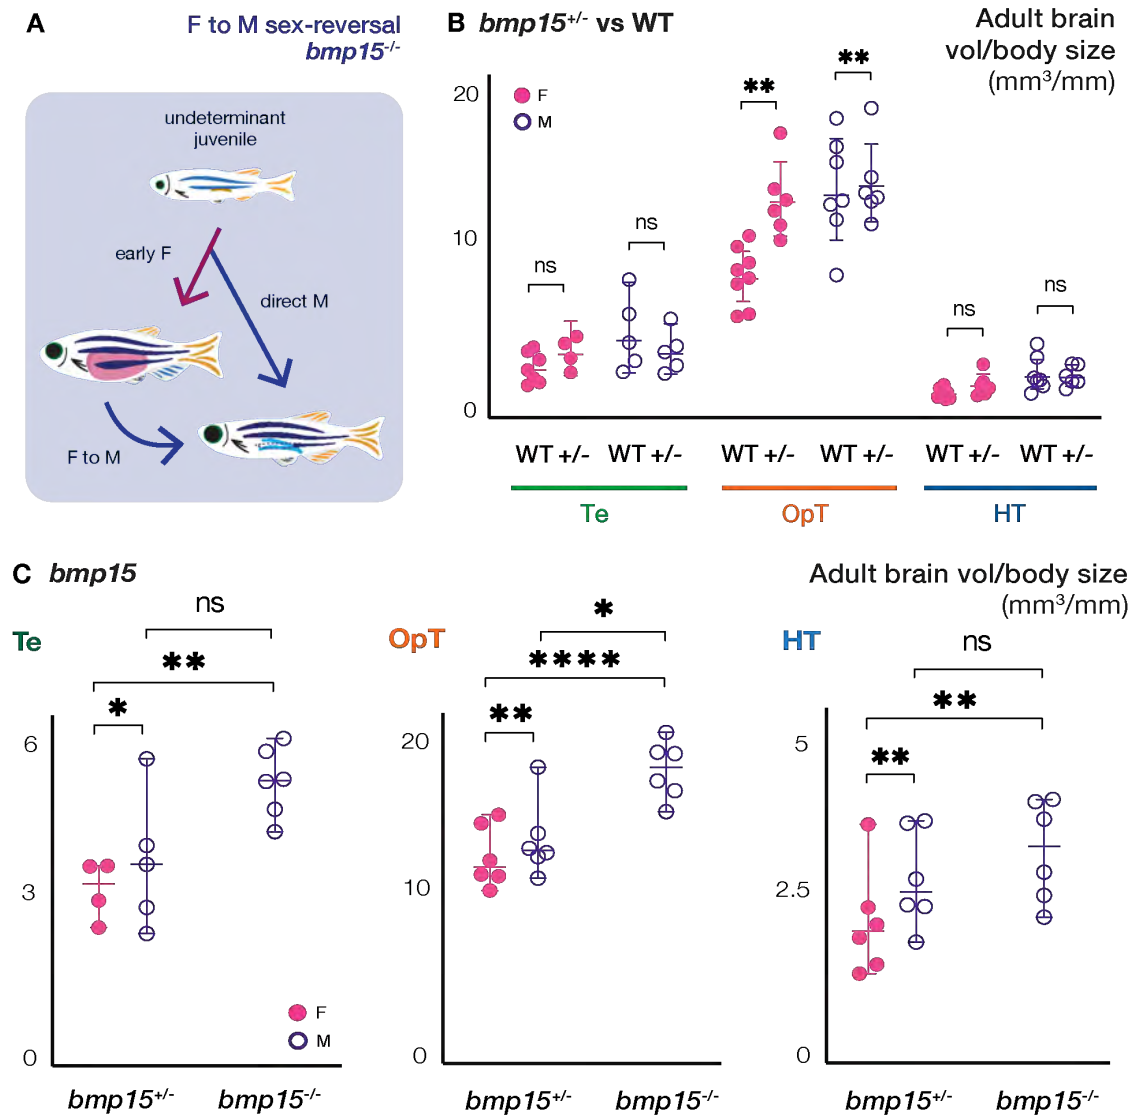 A
F to M sex-reversal
bmp15-/-
undeterminant
juvenile
early F
direct M
F to M
B bmp15+/- vs WT
Adult brain
vol/body size
(mm3/mm)
F
M
20
10
0
ns
ns
**
**
ns
ns
WT +/- WT +/- WT +/- WT +/- WT +/- WT +/-
Te OpT HT
C bmp15
Adult brain vol/body size
(mm3/mm)
Te
ns
**
*
6
3
0
F
M
bmp15+/- bmp15-/-
OpT
*
****
**
20
10
0
bmp15+/- bmp15-/-
HT
ns
**
**
5
2.5
0
bmp15+/- bmp15-/-